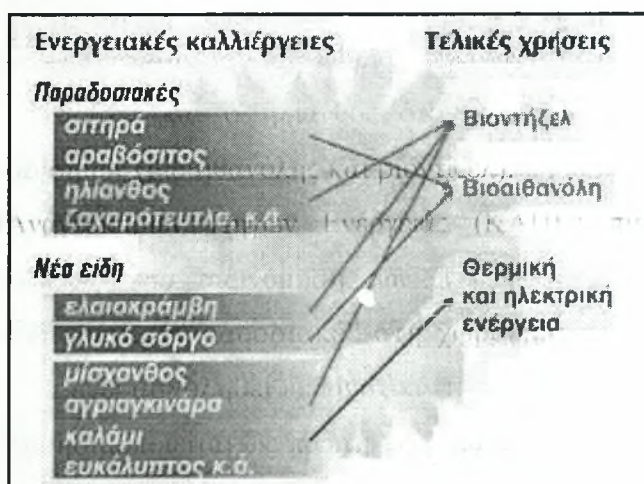 Ενεργειακές καλλιέργειες
Τελικές χρήσεις
Παραδοσιακές
σιτηρά
αραβόσιτος
ηλίανθος
ζαχαρότευτλα κ.ά.
Νέα είδη
ελαιοκράμβη
γλυκό σόργο
μίσχανθος
αγριαγκινάρα
καλάμι
ευκάλυπτος κ.ά.
Βιοντήζελ
Βιοαιθανόλη
Θερμική
και ηλεκτρική
ενέργεια